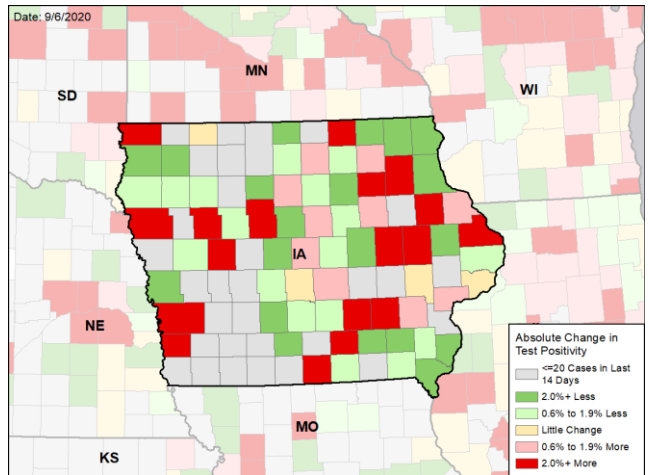 Date: 9/6/2020
MN
SD
WI
IA
NE
MO
KS
Absolute Change in
Test Positivity
<=20 Cases in Last
14 Days
2.0%+ Less
0.6% to 1.9% Less
Little Change
0.6% to 1.9% More
2.0%+ More